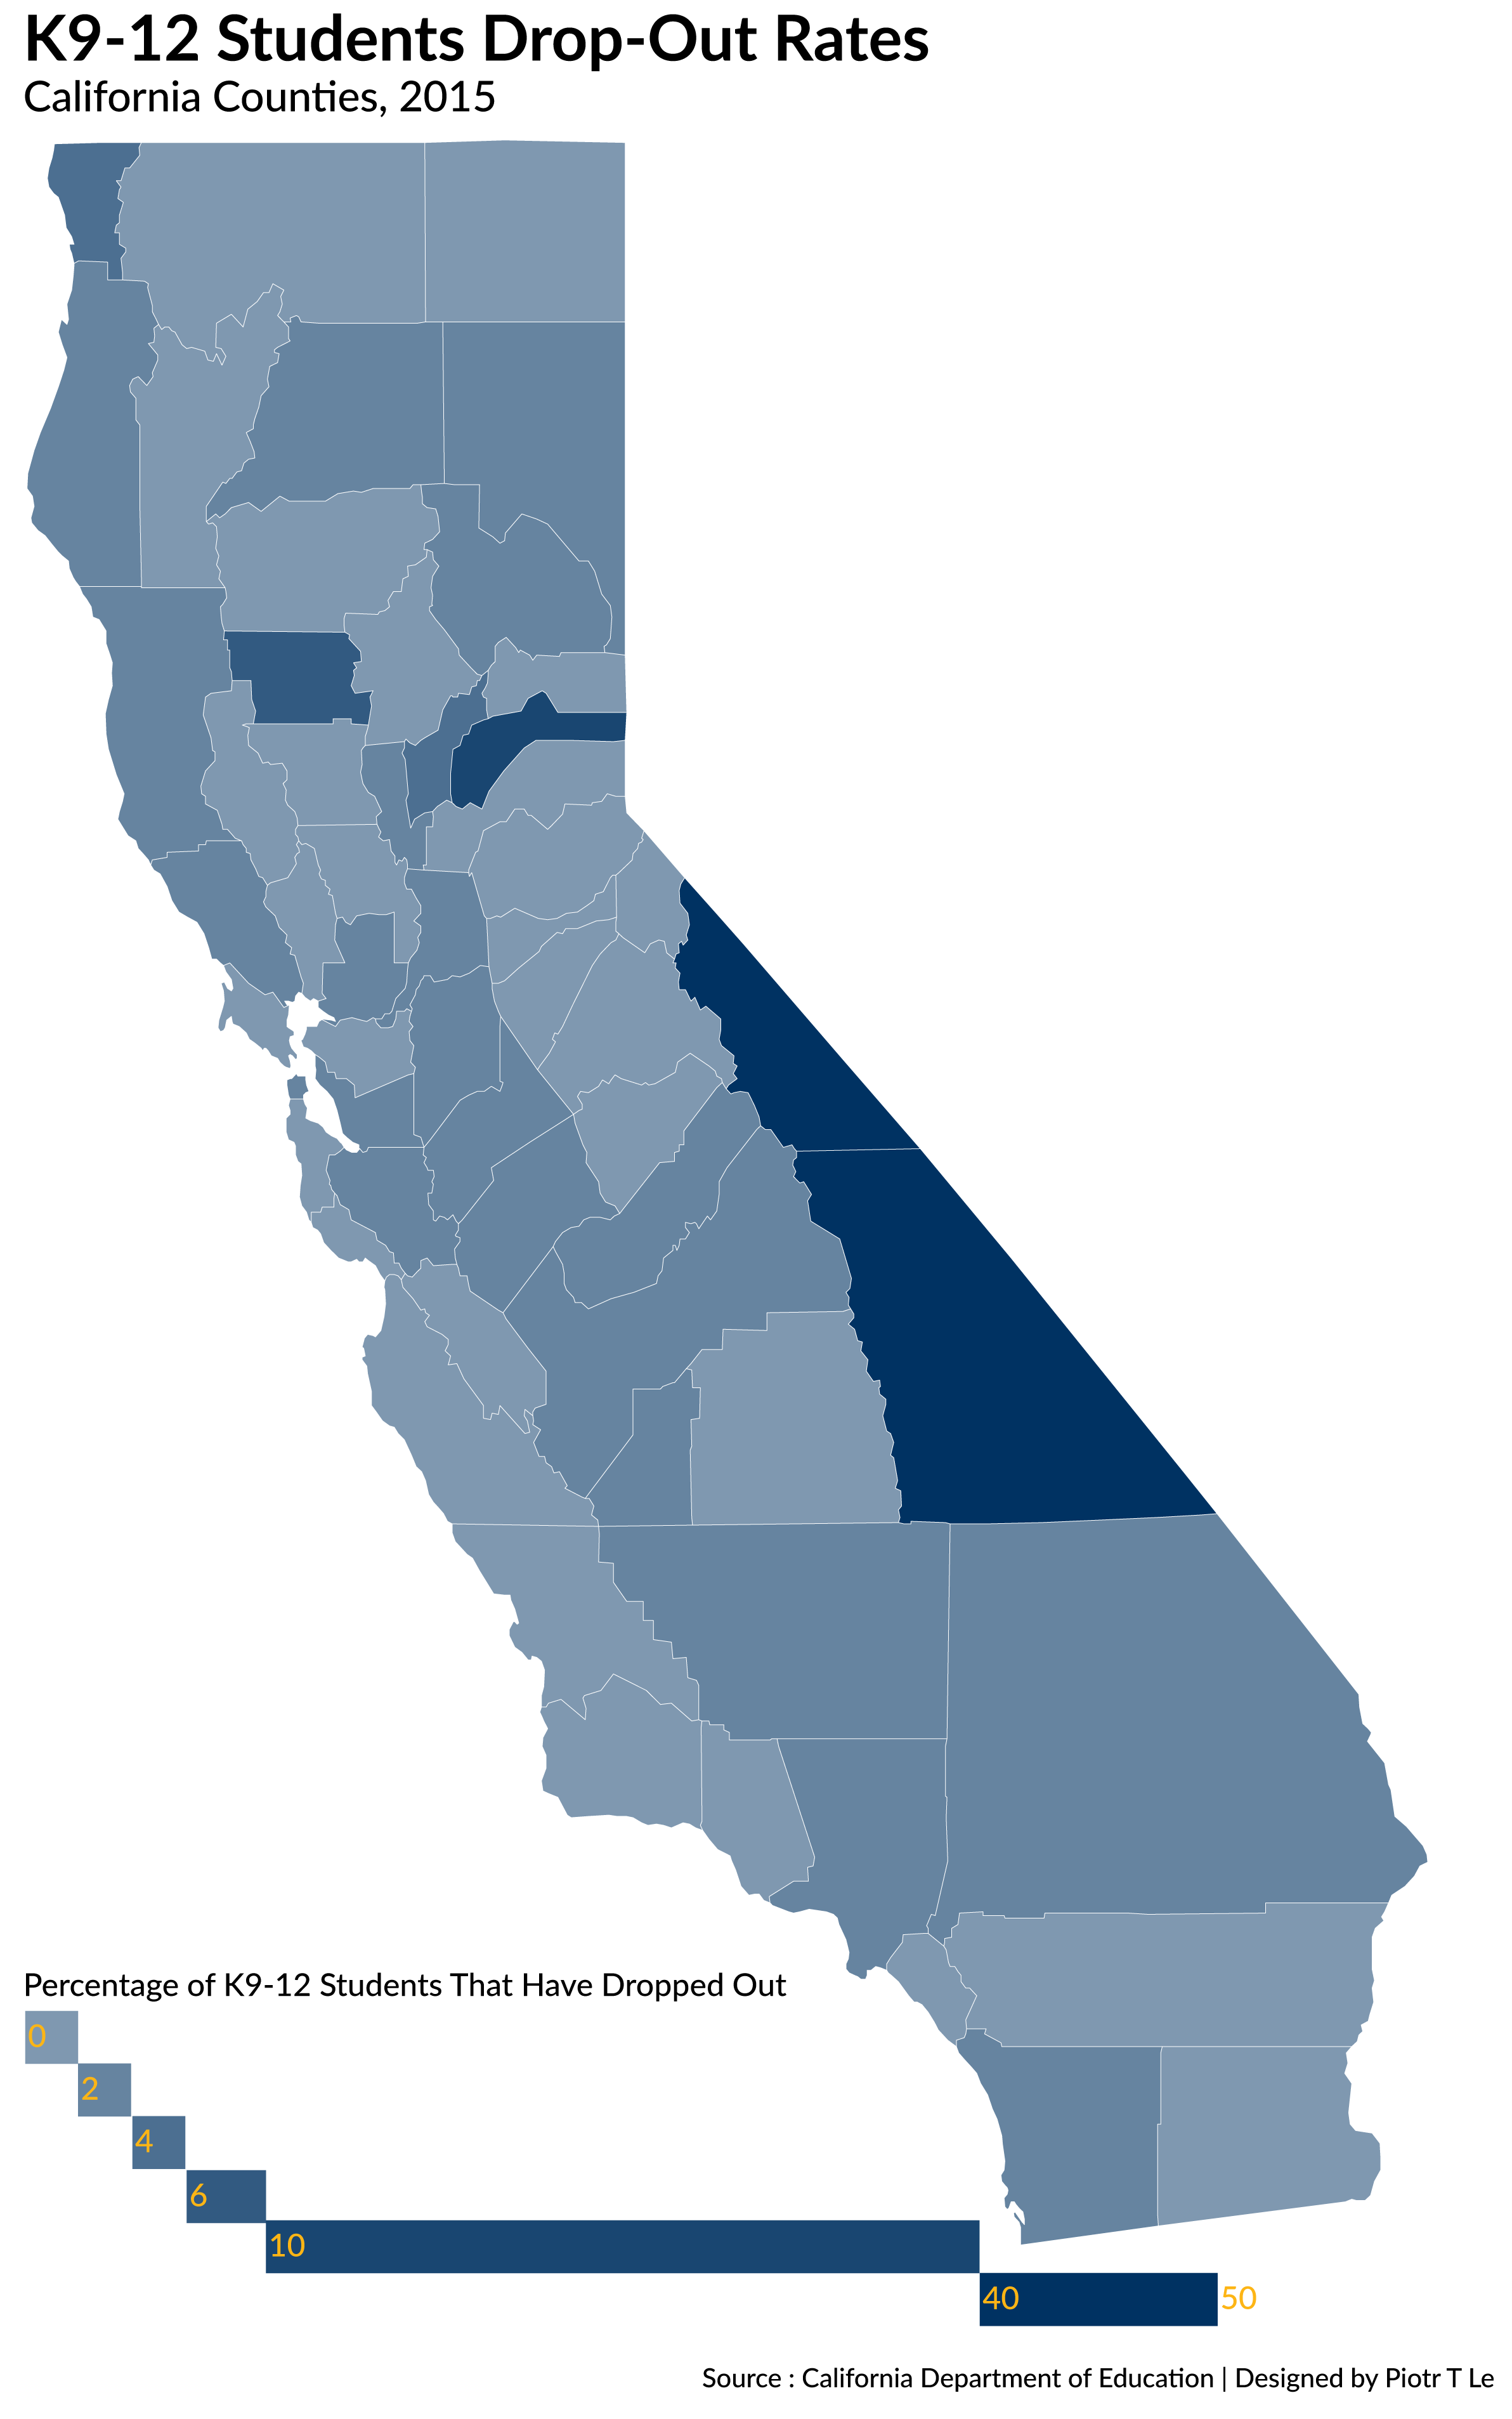 K9-12 Students Drop-Out Rates
California Counties, 2015
Percentage of K9-12 Students That Have Dropped Out
0
2
4
6
10
40 50
Source : California Department of Education | Designed by Piotr T Le